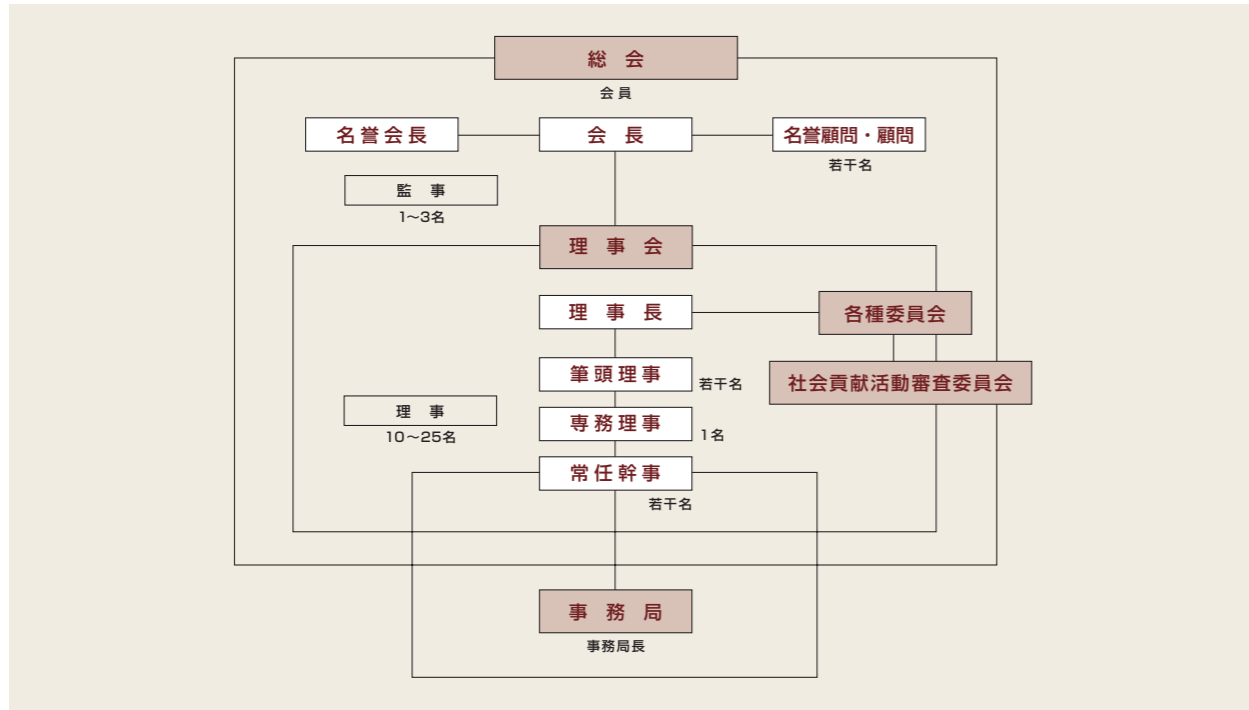 総会
会員
名誉会長
会長
名誉顧問・顧問
若干名
監事
1〜3名
理事会
理事長
各種委員会
筆頭理事
若干名
社会貢献活動審査委員会
理事
10〜25名
専務理事
1名
常任幹事
若干名
事務局
事務局長